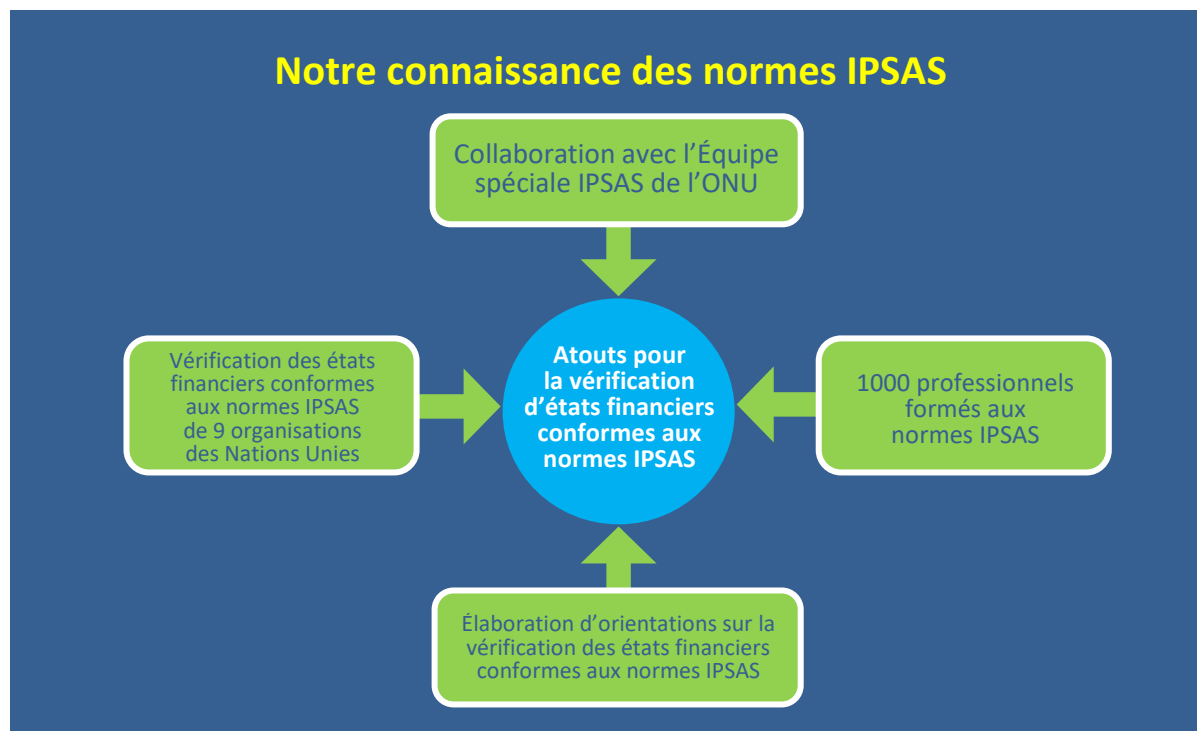 Notre connaissance des normes IPSAS
Collaboration avec l’Équipe
spéciale IPSAS de l’ONU
Vérification des états
financiers conformes
aux normes IPSAS
de 9 organisations
des Nations Unies
Atouts pour
la vérification
d’états financiers
conformes aux
normes IPSAS
1000 professionnels
formés aux
normes IPSAS
Élaboration d’orientations sur la
vérification des états financiers
conformes aux normes IPSAS